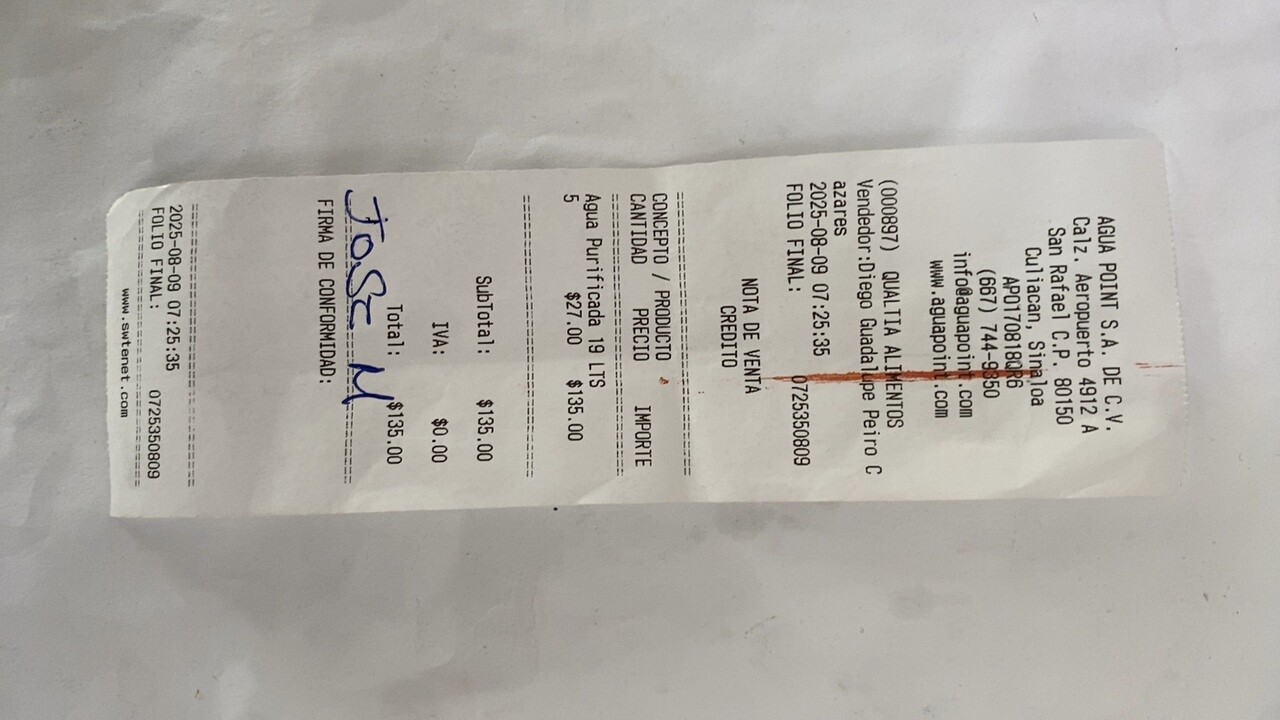 AGUA POINT S.A. DE C.V.
Calz. Aeropuerto 4912 A
San Rafael C.P. 80150
Culiacan, Sinaloa
APO170818QR6
(667) 744-9350
info@aguapoint.com
www.aguapoint.com
(000897) QUALTIA ALIMENTOS
Vendedor:Diego Guadalupe Peiro C
azares
2025-08-09 07:25:35
FOLIO FINAL: 0725350809
NOTA DE VENTA
CREDITO
CONCEPTO / PRODUCTO
CANTIDAD PRECIO IMPORTE
Agua Purificada 19 LTS
5 $27.00 $135.00
SubTotal: $135.00
IVA: $0.00
Total: $135.00
Jose M
FIRMA DE CONFORMIDAD:
2025-08-09 07:25:35
FOLIO FINAL: 0725350809
www.swtenet.com